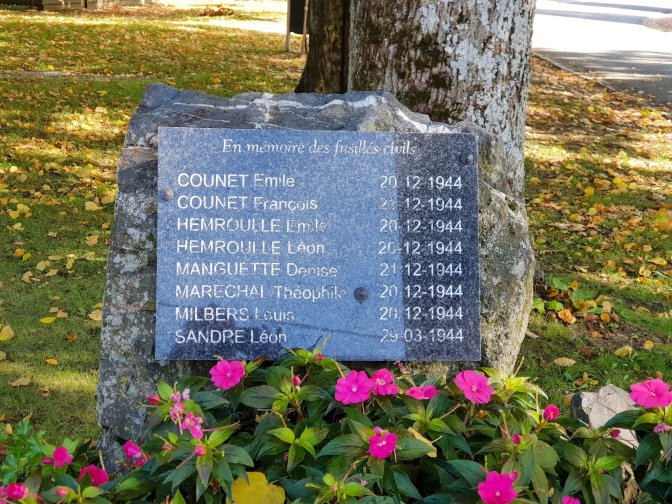 En mémoire des fusillés civils
COUNET Emile 20-12-1944
COUNET François 21-12-1944
HEMROULLE Emile 20-12-1944
HEMROULLE Léon 20-12-1944
MANGUETTE Denise 21-12-1944
MARECHAL Théophile 20-12-1944
MILBERS Louis 20-12-1944
SANDRE Léon 29-03-1944